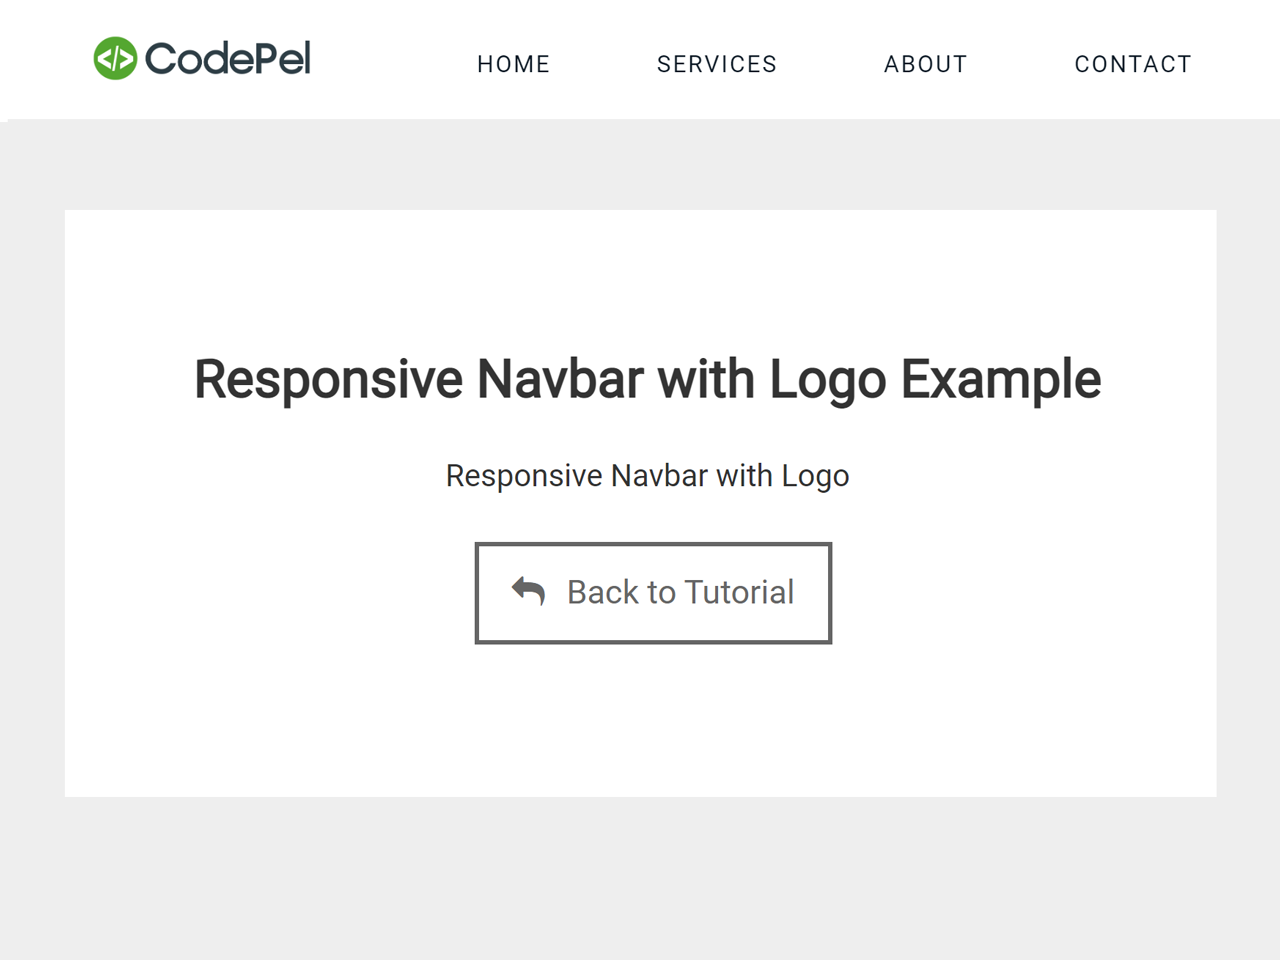 </> CodePel HOME SERVICES ABOUT CONTACT
Responsive Navbar with Logo Example
Responsive Navbar with Logo
Back to Tutorial